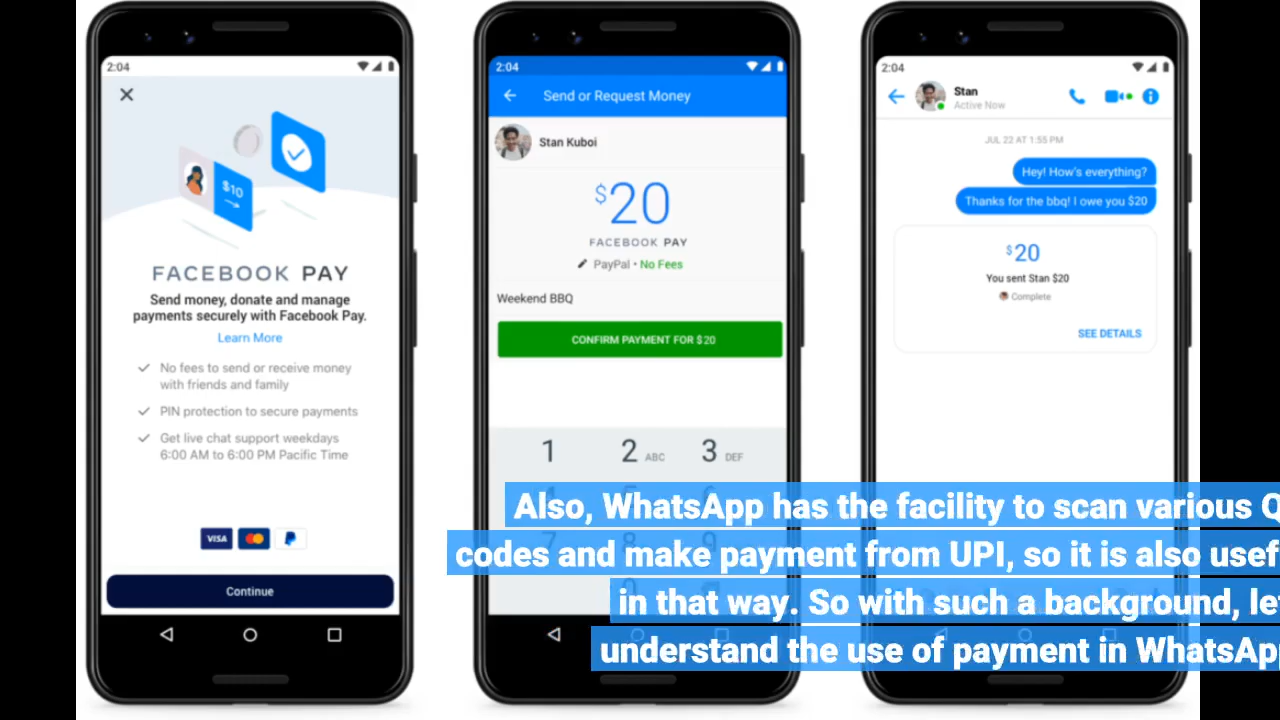 2:04
$10
FACEBOOK PAY
Send money, donate and manage
payments securely with Facebook Pay.
Learn More
No fees to send or receive money
with friends and family
PIN protection to secure payments
Get live chat support weekdays
6:00 AM to 6:00 PM Pacific Time
VISA
Continue
2:04
Send or Request Money
Stan Kuboi
$20
FACEBOOK PAY
PayPal • No Fees
Weekend BBQ
CONFIRM PAYMENT FOR $20
1 2 ABC 3 DEF
2:04
Stan
Active Now
JUL 22 AT 1:55 PM
Hey! How's everything?
Thanks for the bbq! I owe you $20
$20
You sent Stan $20
Complete
SEE DETAILS
Also, WhatsApp has the facility to scan various
codes and make payment from UPI, so it is also
in that way. So with such a background,
understand the use of payment in